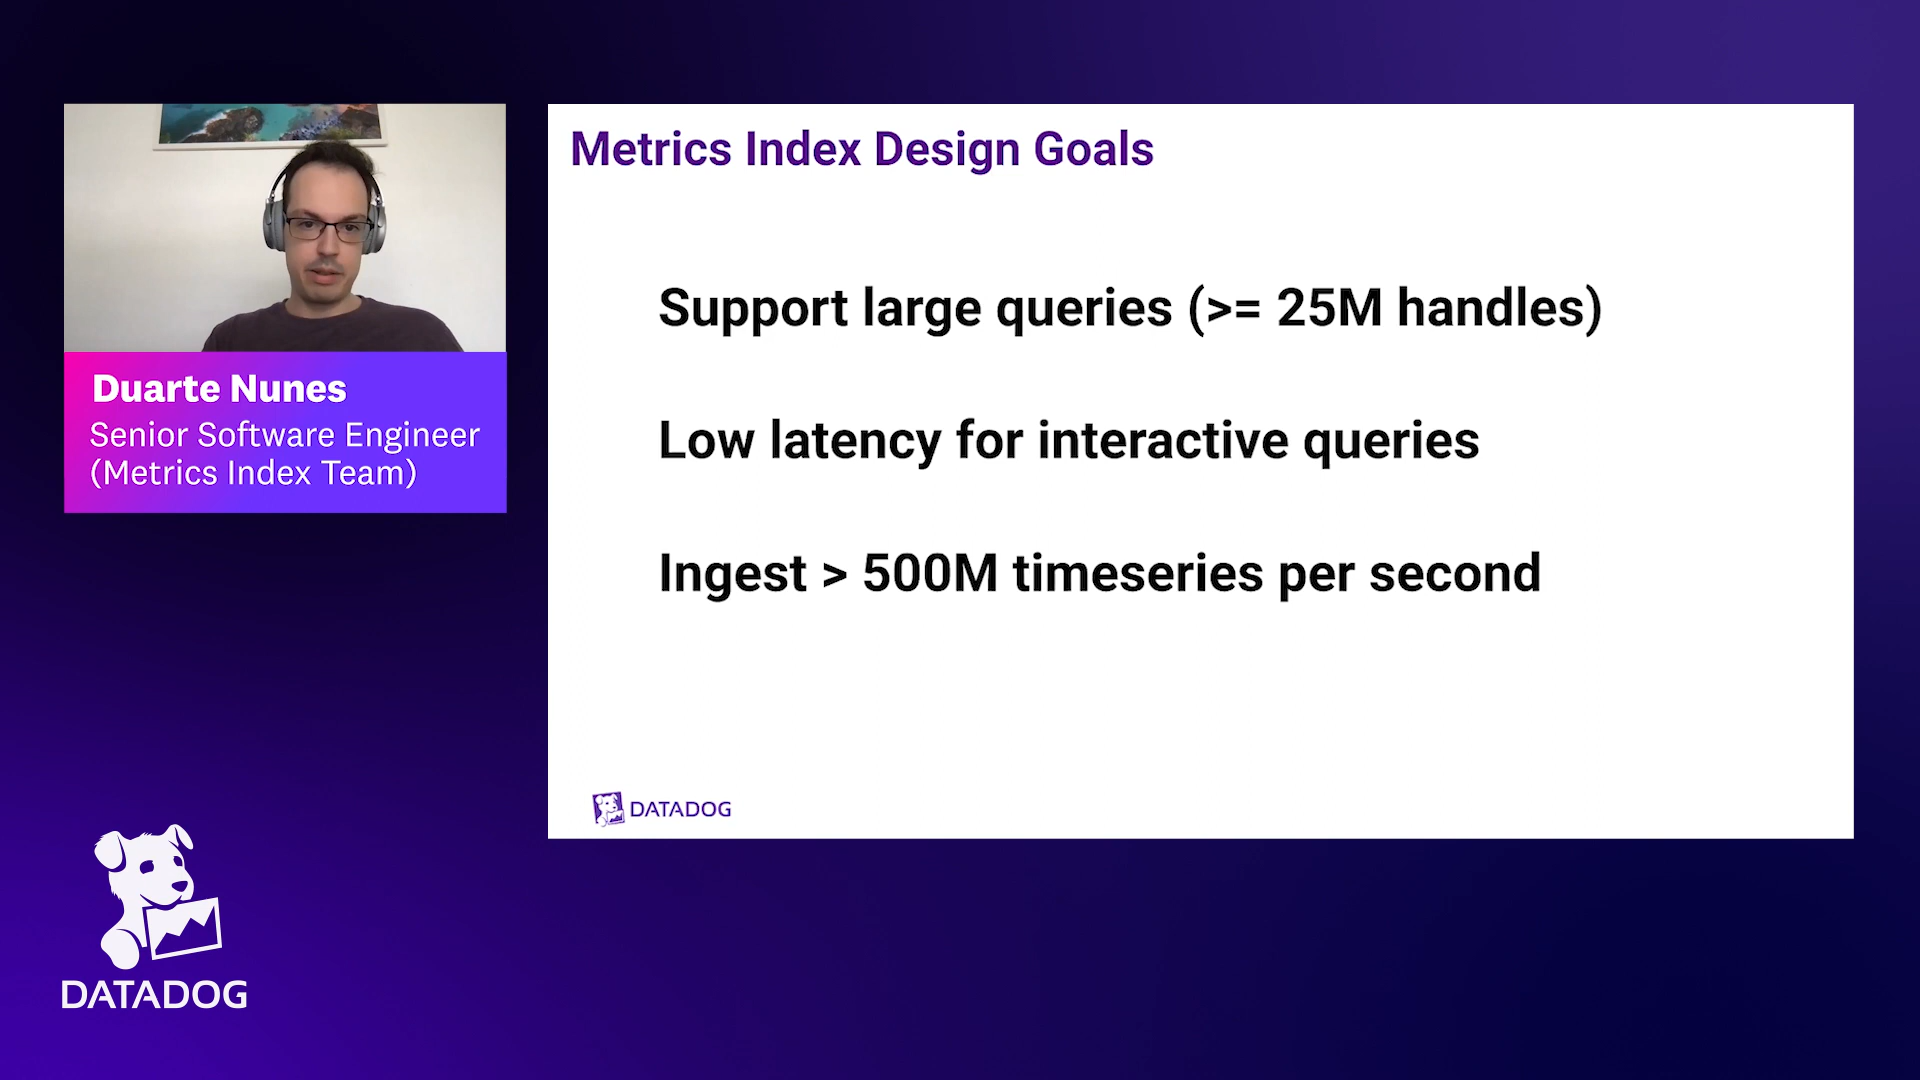 Duarte Nunes
Senior Software Engineer
(Metrics Index Team)
Metrics Index Design Goals
Support large queries (>= 25M handles)
Low latency for interactive queries
Ingest > 500M timeseries per second
DATADOG
DATADOG